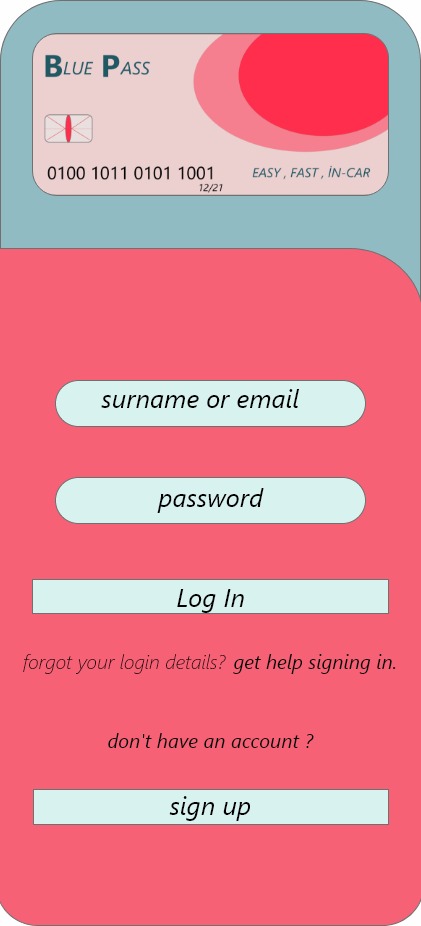 Blue Pass
0100 1011 0101 1001
12/21
EASY , FAST , İN-CAR
surname or email
password
Log In
forgot your login details? get help signing in.
don't have an account ?
sign up